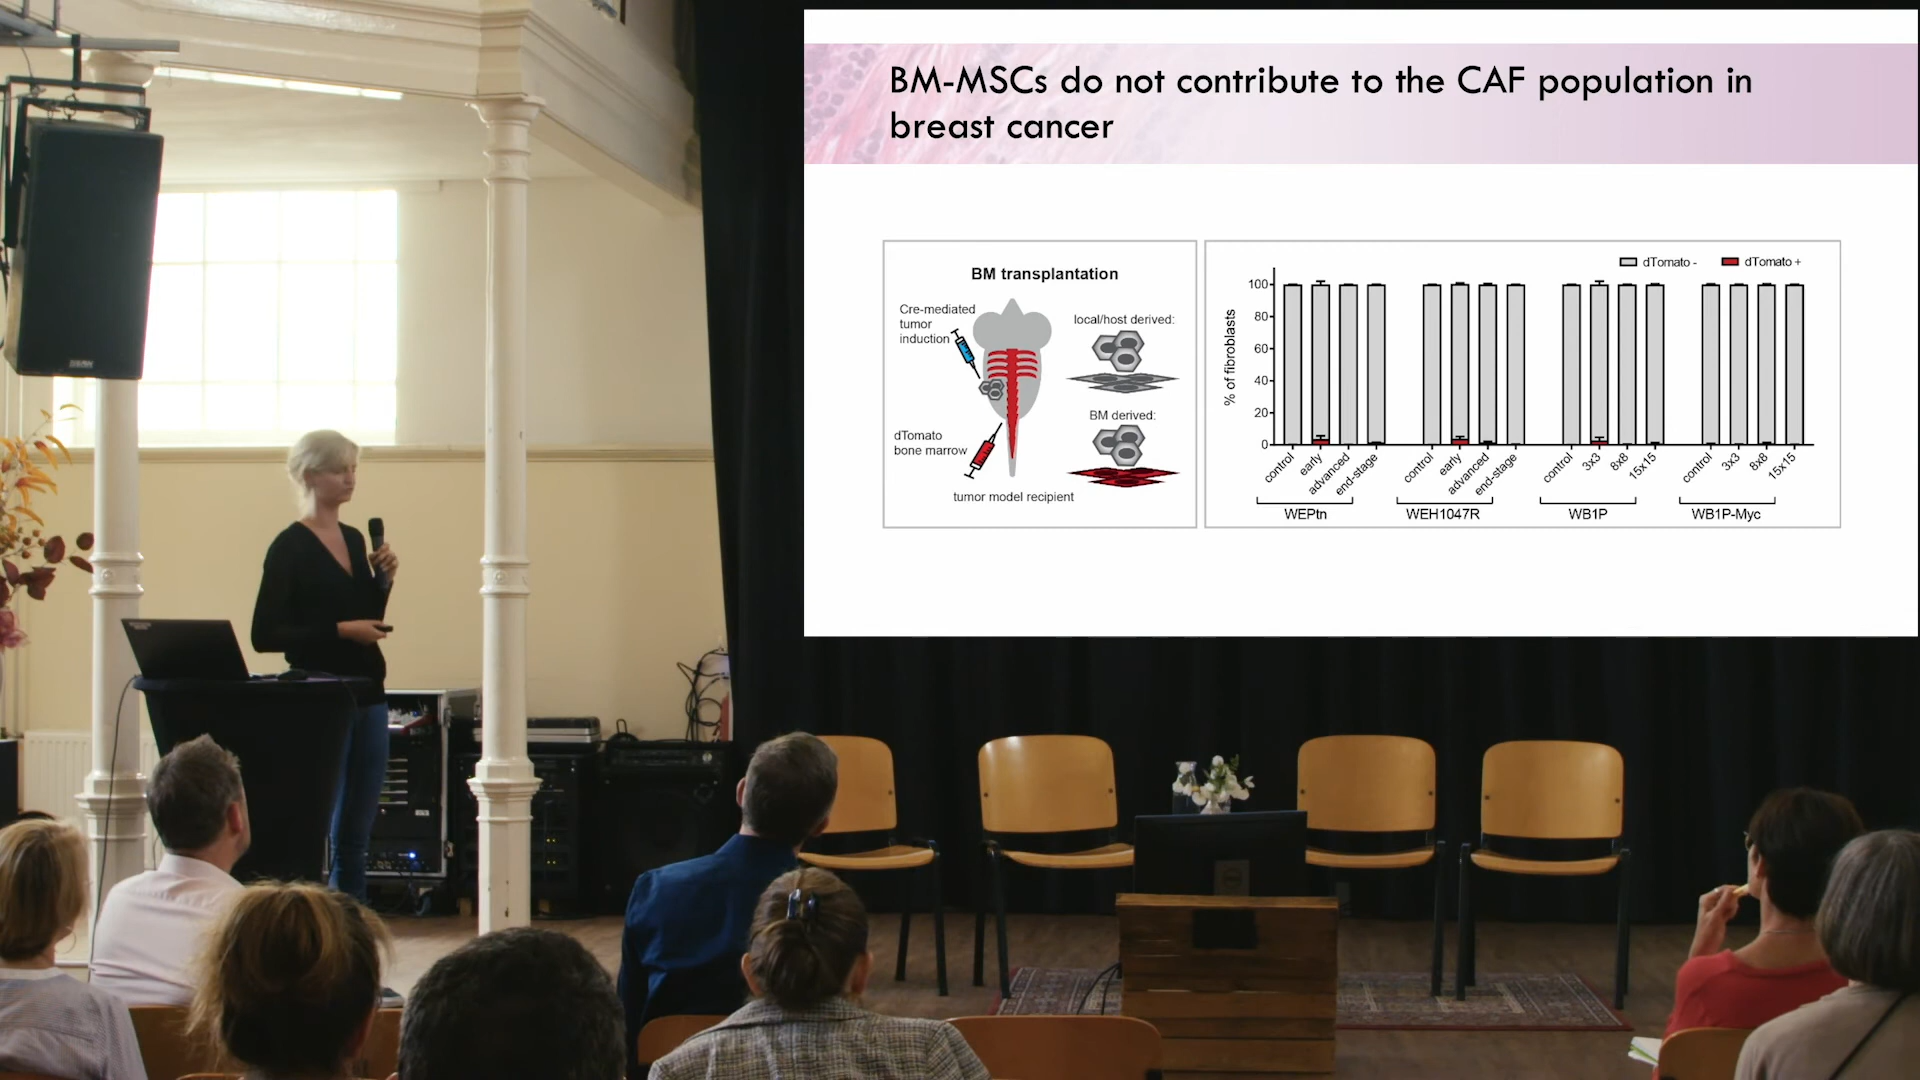 BM-MSCs do not contribute to the CAF population in
breast cancer
BM transplantation
Cre-mediated
tumor
induction
local/host derived:
BM derived:
dTomato
bone marrow
tumor model recipient
dTomato -
dTomato +
% of fibroblasts
100
80
60
40
20
0
control
early
advanced
end-stage
control
early
advanced
end-stage
control
3x3
8x8
15x15
control
3x3
8x8
15x15
WEPtn
WEH1047R
WB1P
WB1P-Myc